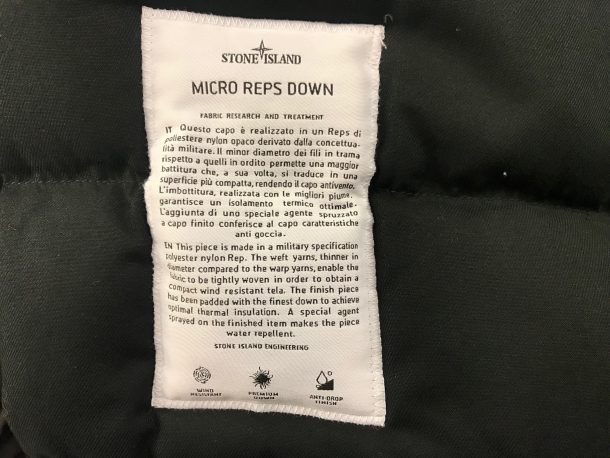 STONE ISLAND
MICRO REPS DOWN
FABRIC RESEARCH AND TREATMENT
IT Questo capo è realizzato in un Reps di
poliestere nylon opaco derivato dalla concettua-
lità militare. Il minor diametro dei fili in trama
rispetto a quelli in ordito permette una maggior
battitura che, a sua volta, si traduce in una
superficie più compatta, rendendo il capo antivento.
L'imbottitura, realizzata con le migliori piume,
garantisce un isolamento termico ottimale.
L'aggiunta di uno speciale agente spruzzato
a capo finito conferisce al capo caratteristiche
anti goccia.
EN This piece is made in a military specification
polyester nylon Rep. The weft yarns, thinner in
diameter compared to the warp yarns, enable the
fabric to be tightly woven in order to obtain a
compact wind resistant tela. The finish piece
has been padded with the finest down to achieve
optimal thermal insulation. A special agent
sprayed on the finished item makes the piece
water repellent.
STONE ISLAND ENGINEERING
WIND
RESISTANT
PREMIUM
DOWN
ANTI-DROP
FINISH